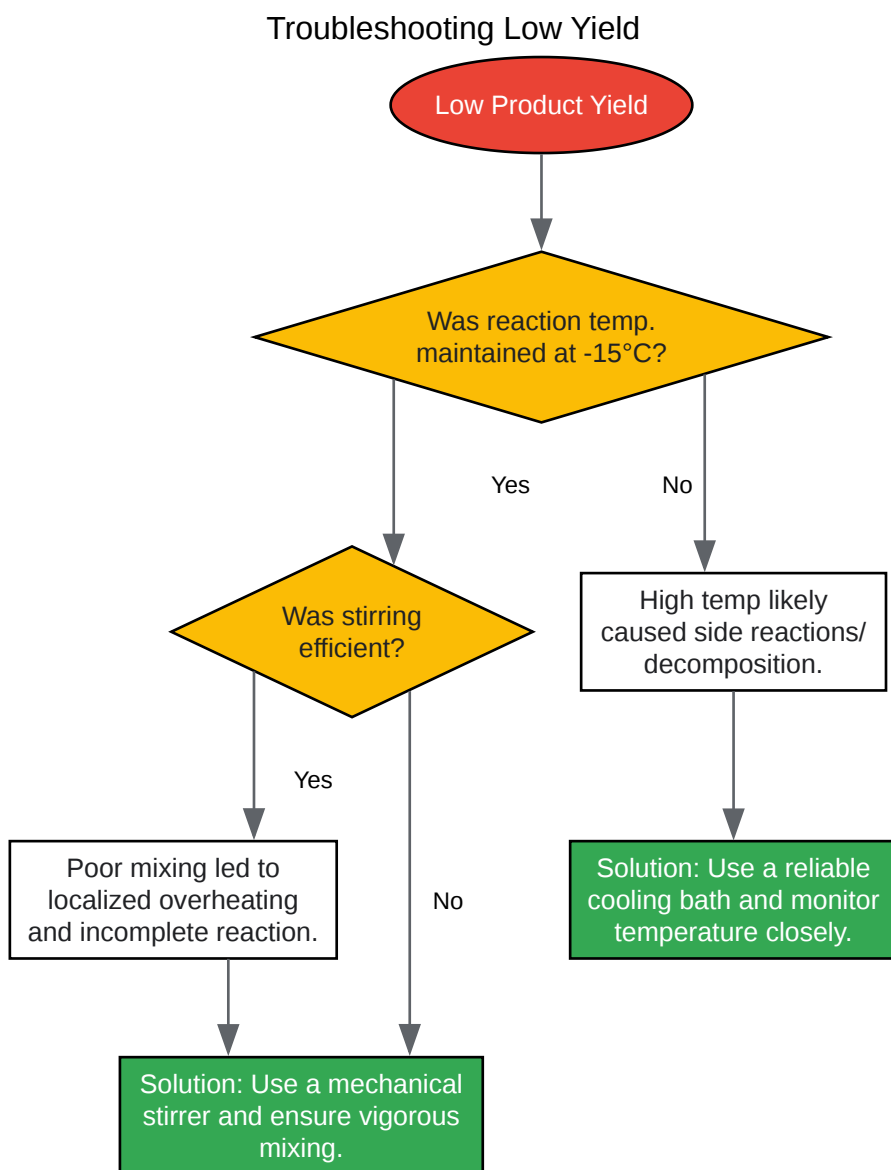 Troubleshooting Low Yield
Low Product Yield
Was reaction temp.
maintained at -15°C?
Yes
No
Was stirring
efficient?
High temp likely
caused side reactions/
decomposition.
Yes
No
Poor mixing led to
localized overheating
and incomplete reaction.
Solution: Use a reliable
cooling bath and monitor
temperature closely.
Solution: Use a mechanical
stirrer and ensure vigorous
mixing.